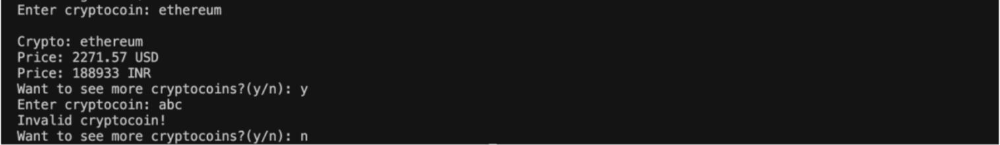 Enter cryptocoin: ethereum
Crypto: ethereum
Price: 2271.57 USD
Price: 188933 INR
Want to see more cryptocoins?(y/n): y
Enter cryptocoin: abc
Invalid cryptocoin!
Want to see more cryptocoins?(y/n): n